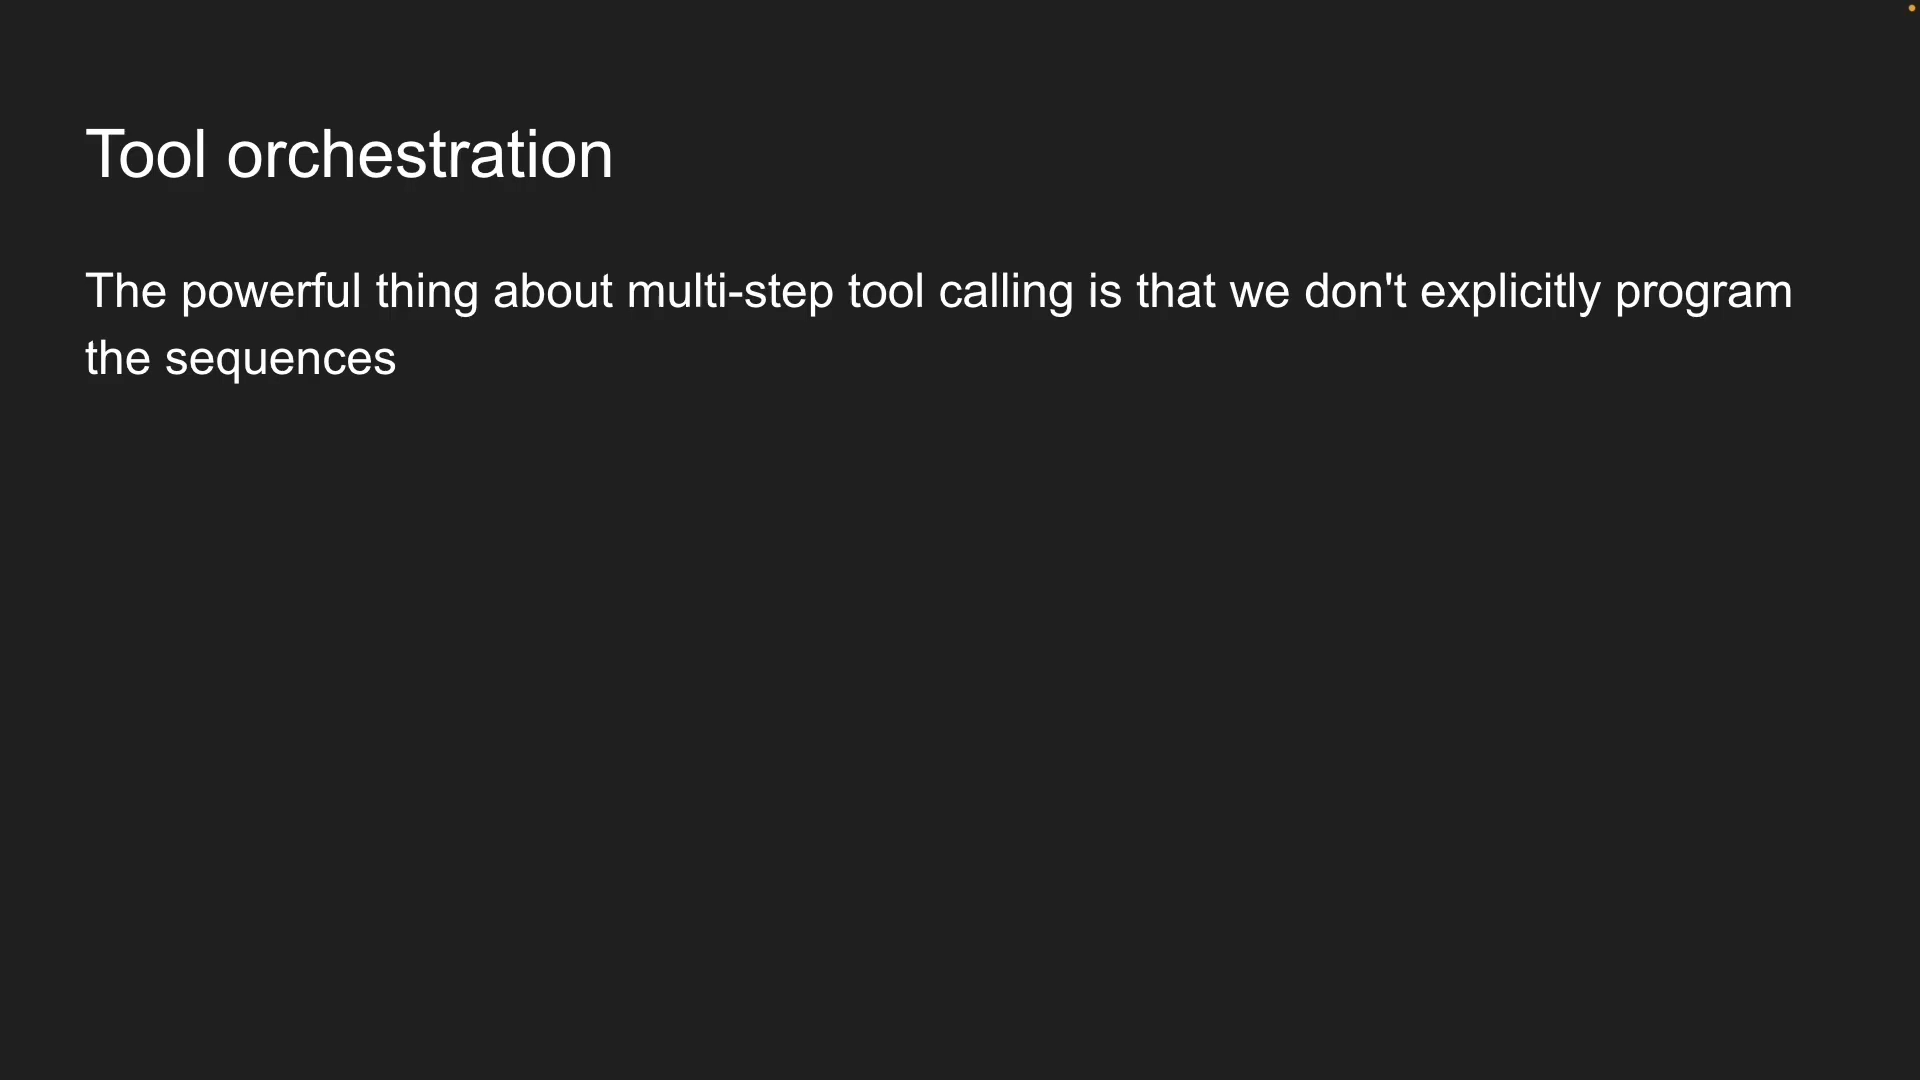 Tool orchestration
The powerful thing about multi-step tool calling is that we don't explicitly program
the sequences